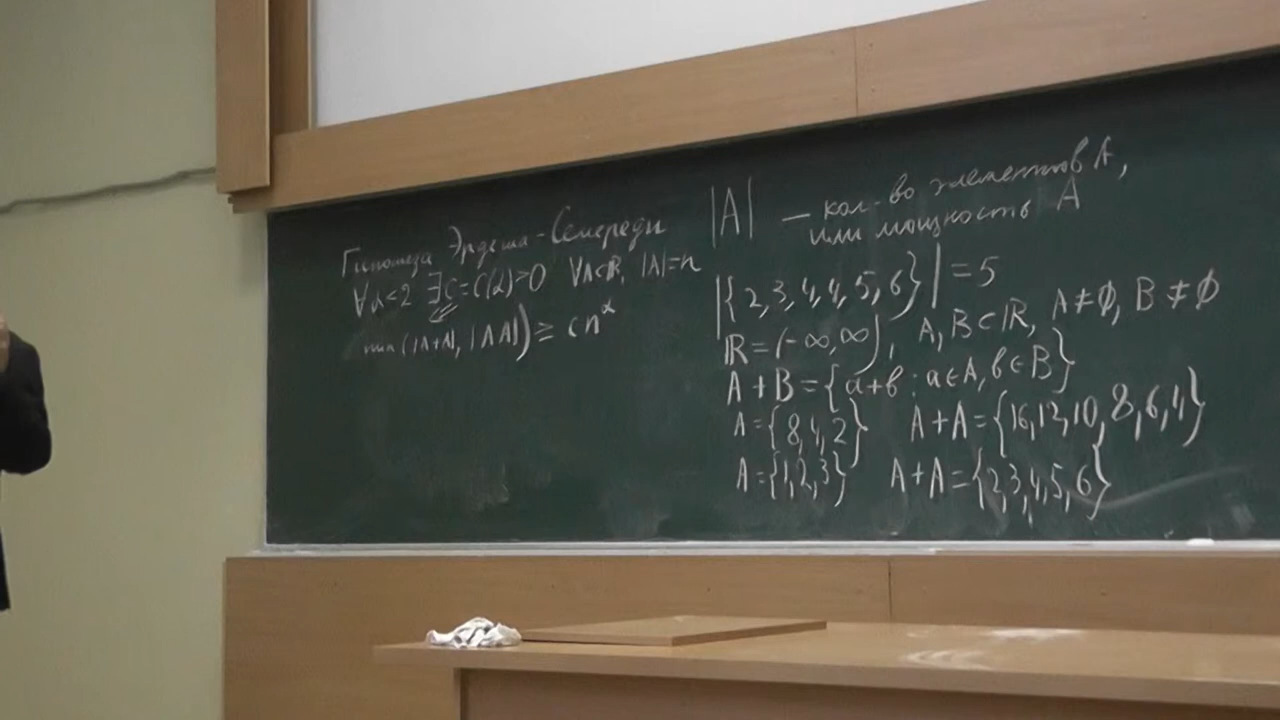 Гипотеза Эрдеша-Семереди
∀α<2 ∃c=c(α)>0 ∀A⊂ℝ, |A|=n
min(|A+A|, |AA|) ≥ cn^α
|A| — кол-во элементов A,
или мощность A
|{2,3,4,4,5,6}| = 5
ℝ=(-∞,∞), A,B⊂ℝ, A≠∅, B≠∅
A+B={a+b: a∈A, b∈B}
A={8,4,2} A+A={16,12,10,8,6,4}
A={1,2,3} A+A={2,3,4,5,6}